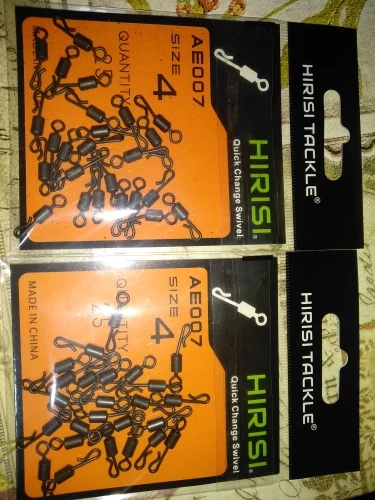 HIRISI TACKLE®
HIRISI®
Quick Change Swivel
AE007
SIZE
4
QUANTITY
HIRISI TACKLE®
HIRISI®
Quick Change Swivel
AE007
SIZE
4
QUANTITY
25
MADE IN CHINA